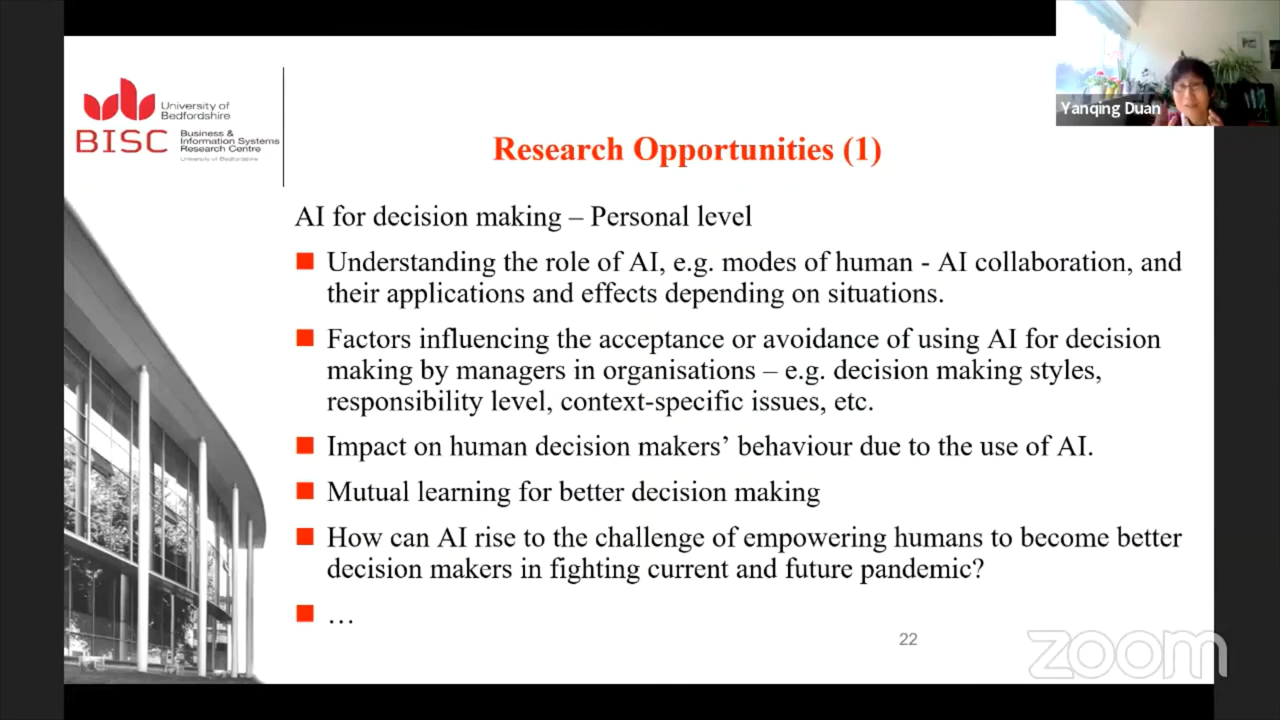 University of
Bedfordshire
BISC
Business &
Information Systems
Research Centre
University of Bedfordshire
Yanqing Duan
Research Opportunities (1)
AI for decision making – Personal level
Understanding the role of AI, e.g. modes of human - AI collaboration, and
their applications and effects depending on situations.
Factors influencing the acceptance or avoidance of using AI for decision
making by managers in organisations – e.g. decision making styles,
responsibility level, context-specific issues, etc.
Impact on human decision makers’ behaviour due to the use of AI.
Mutual learning for better decision making
How can AI rise to the challenge of empowering humans to become better
decision makers in fighting current and future pandemic?
…
22
zoom